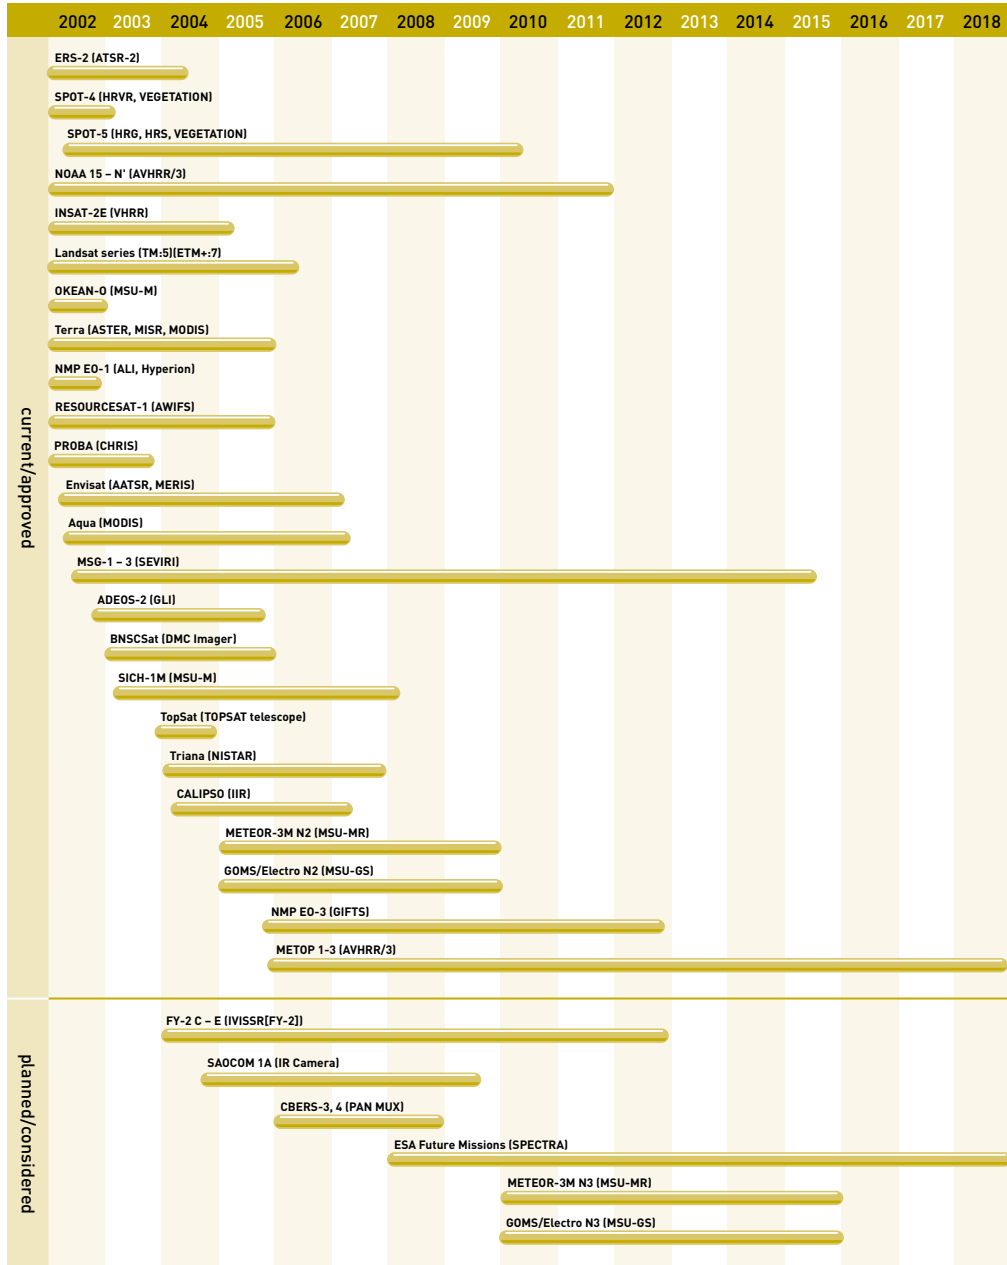 2002 2003 2004 2005 2006 2007 2008 2009 2010 2011 2012 2013 2014 2015 2016 2017 2018
current/approved
ERS-2 (ATSR-2)
SPOT-4 (HRVR, VEGETATION)
SPOT-5 (HRG, HRS, VEGETATION)
NOAA 15 – N' (AVHRR/3)
INSAT-2E (VHRR)
Landsat series (TM:5)(ETM+:7)
OKEAN-O (MSU-M)
Terra (ASTER, MISR, MODIS)
NMP EO-1 (ALI, Hyperion)
RESOURCESAT-1 (AWIFS)
PROBA (CHRIS)
Envisat (AATSR, MERIS)
Aqua (MODIS)
MSG-1 – 3 (SEVIRI)
ADEOS-2 (GLI)
BNSCSat (DMC Imager)
SICH-1M (MSU-M)
TopSat (TOPSAT telescope)
Triana (NISTAR)
CALIPSO (IIR)
METEOR-3M N2 (MSU-MR)
GOMS/Electro N2 (MSU-GS)
NMP EO-3 (GIFTS)
METOP 1-3 (AVHRR/3)
planned/considered
FY-2 C – E (IVISSR[FY-2])
SAOCOM 1A (IR Camera)
CBERS-3, 4 (PAN MUX)
ESA Future Missions (SPECTRA)
METEOR-3M N3 (MSU-MR)
GOMS/Electro N3 (MSU-GS)